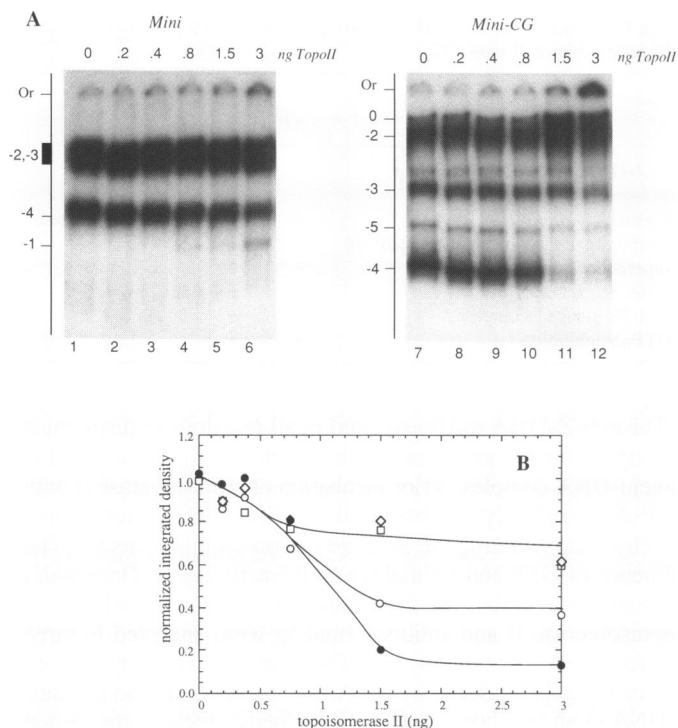 A
Mini
Mini-CG
0 .2 .4 .8 1.5 3 ng TopoII
0 .2 .4 .8 1.5 3 ng TopoII
Or
-2,-3
-4
-1
1 2 3 4 5 6
Or
0
-2
-3
-5
-4
7 8 9 10 11 12
B
normalized integrated density
1.2
1.0
0.8
0.6
0.4
0.2
0.0
0 0.5 1 1.5 2 2.5 3
topoisomerase II (ng)